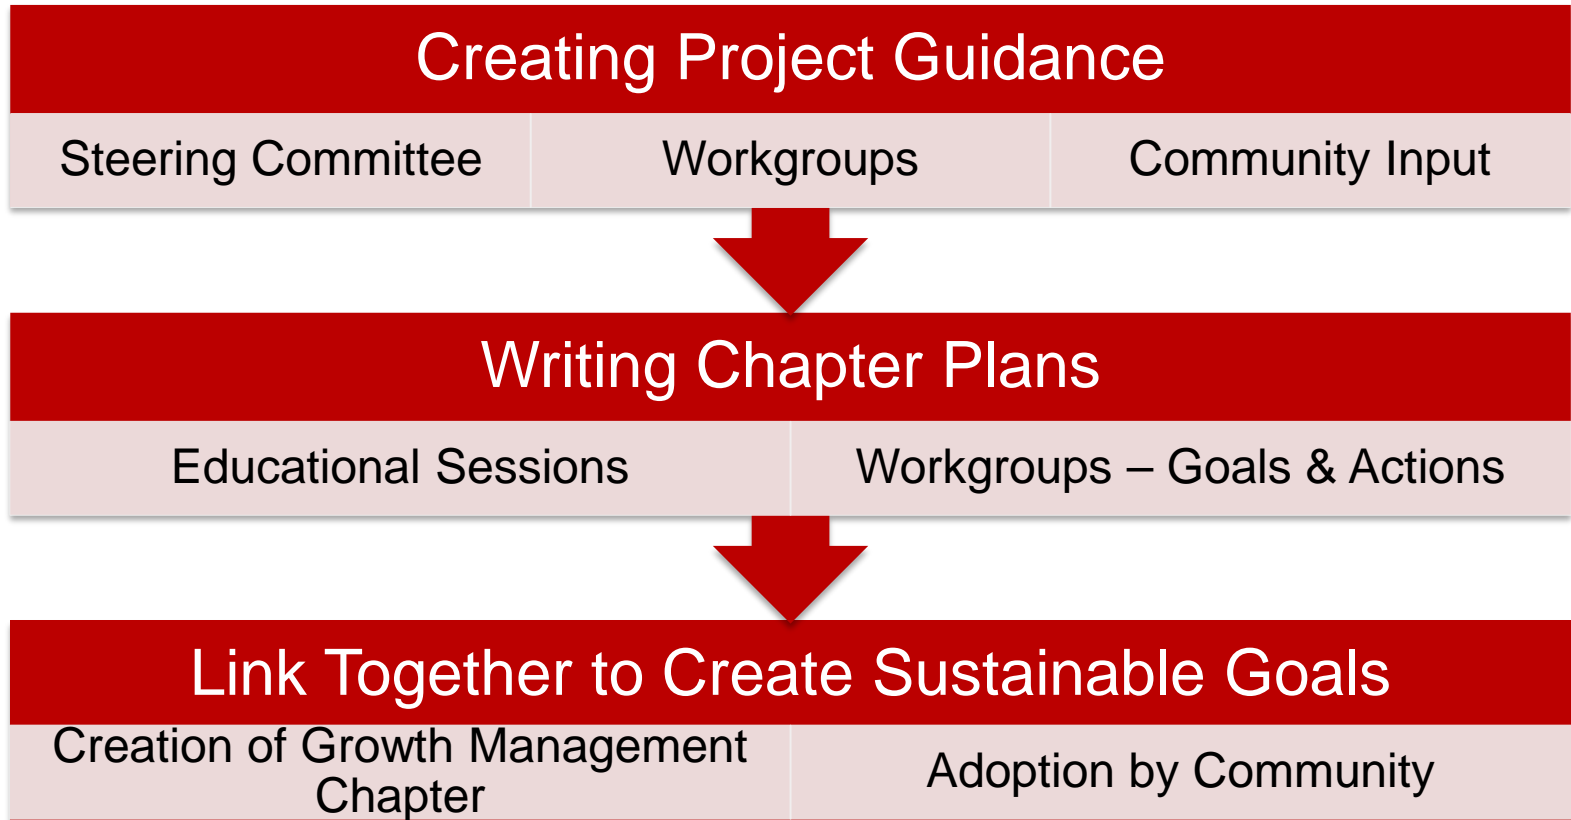 Creating Project Guidance
Steering Committee
Workgroups
Community Input
Writing Chapter Plans
Educational Sessions
Workgroups – Goals & Actions
Link Together to Create Sustainable Goals
Creation of Growth Management
Chapter
Adoption by Community